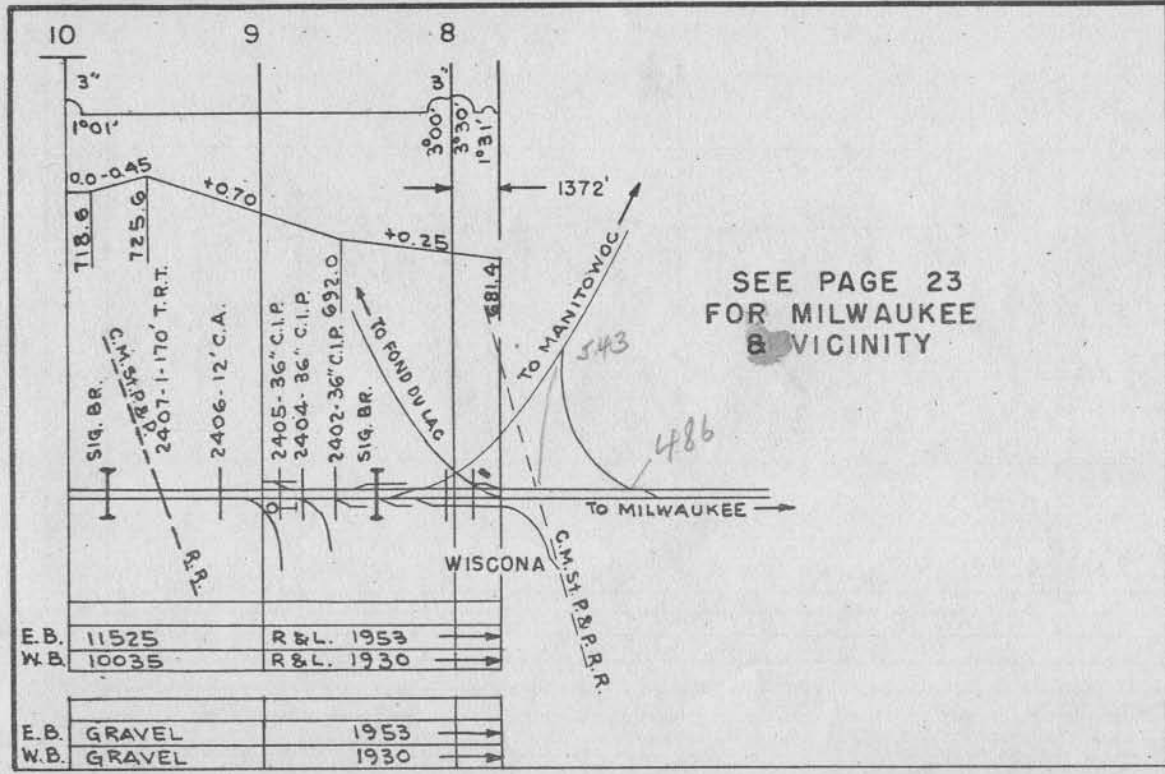 10 9 8
3" 3"
1°01' 3°00' 3°30' 1°31'
0.0 -0.45 +0.70 +0.25
1372'
718.6
725.6
692.0
681.4
SIG. BR.
C.M.St.P.&P.
R.R.
2407-1-170' T.R.T.
2406-12' C.A.
2405-36" C.I.P.
2404-36" C.I.P.
2402-36" C.I.P.
SIG. BR.
TO FOND DU LAC
TO MANITOWOC
543
486
SEE PAGE 23
FOR MILWAUKEE
& VICINITY
TO MILWAUKEE
WISCONA
C.M.St.P.&P.R.R.
E.B. 11525 R&L. 1953
W.B. 10035 R&L. 1930
E.B. GRAVEL 1953
W.B. GRAVEL 1930